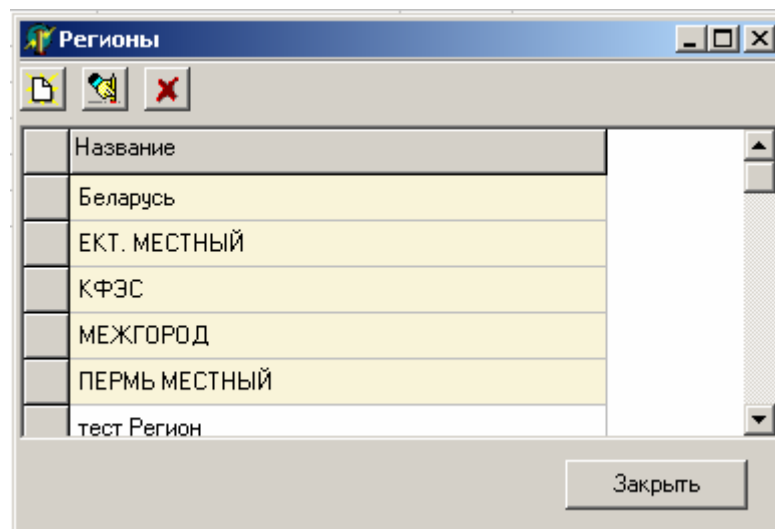 Регионы
Название
Беларусь
ЕКТ. МЕСТНЫЙ
КФЭС
МЕЖГОРОД
ПЕРМЬ МЕСТНЫЙ
тест Регион
Закрыть